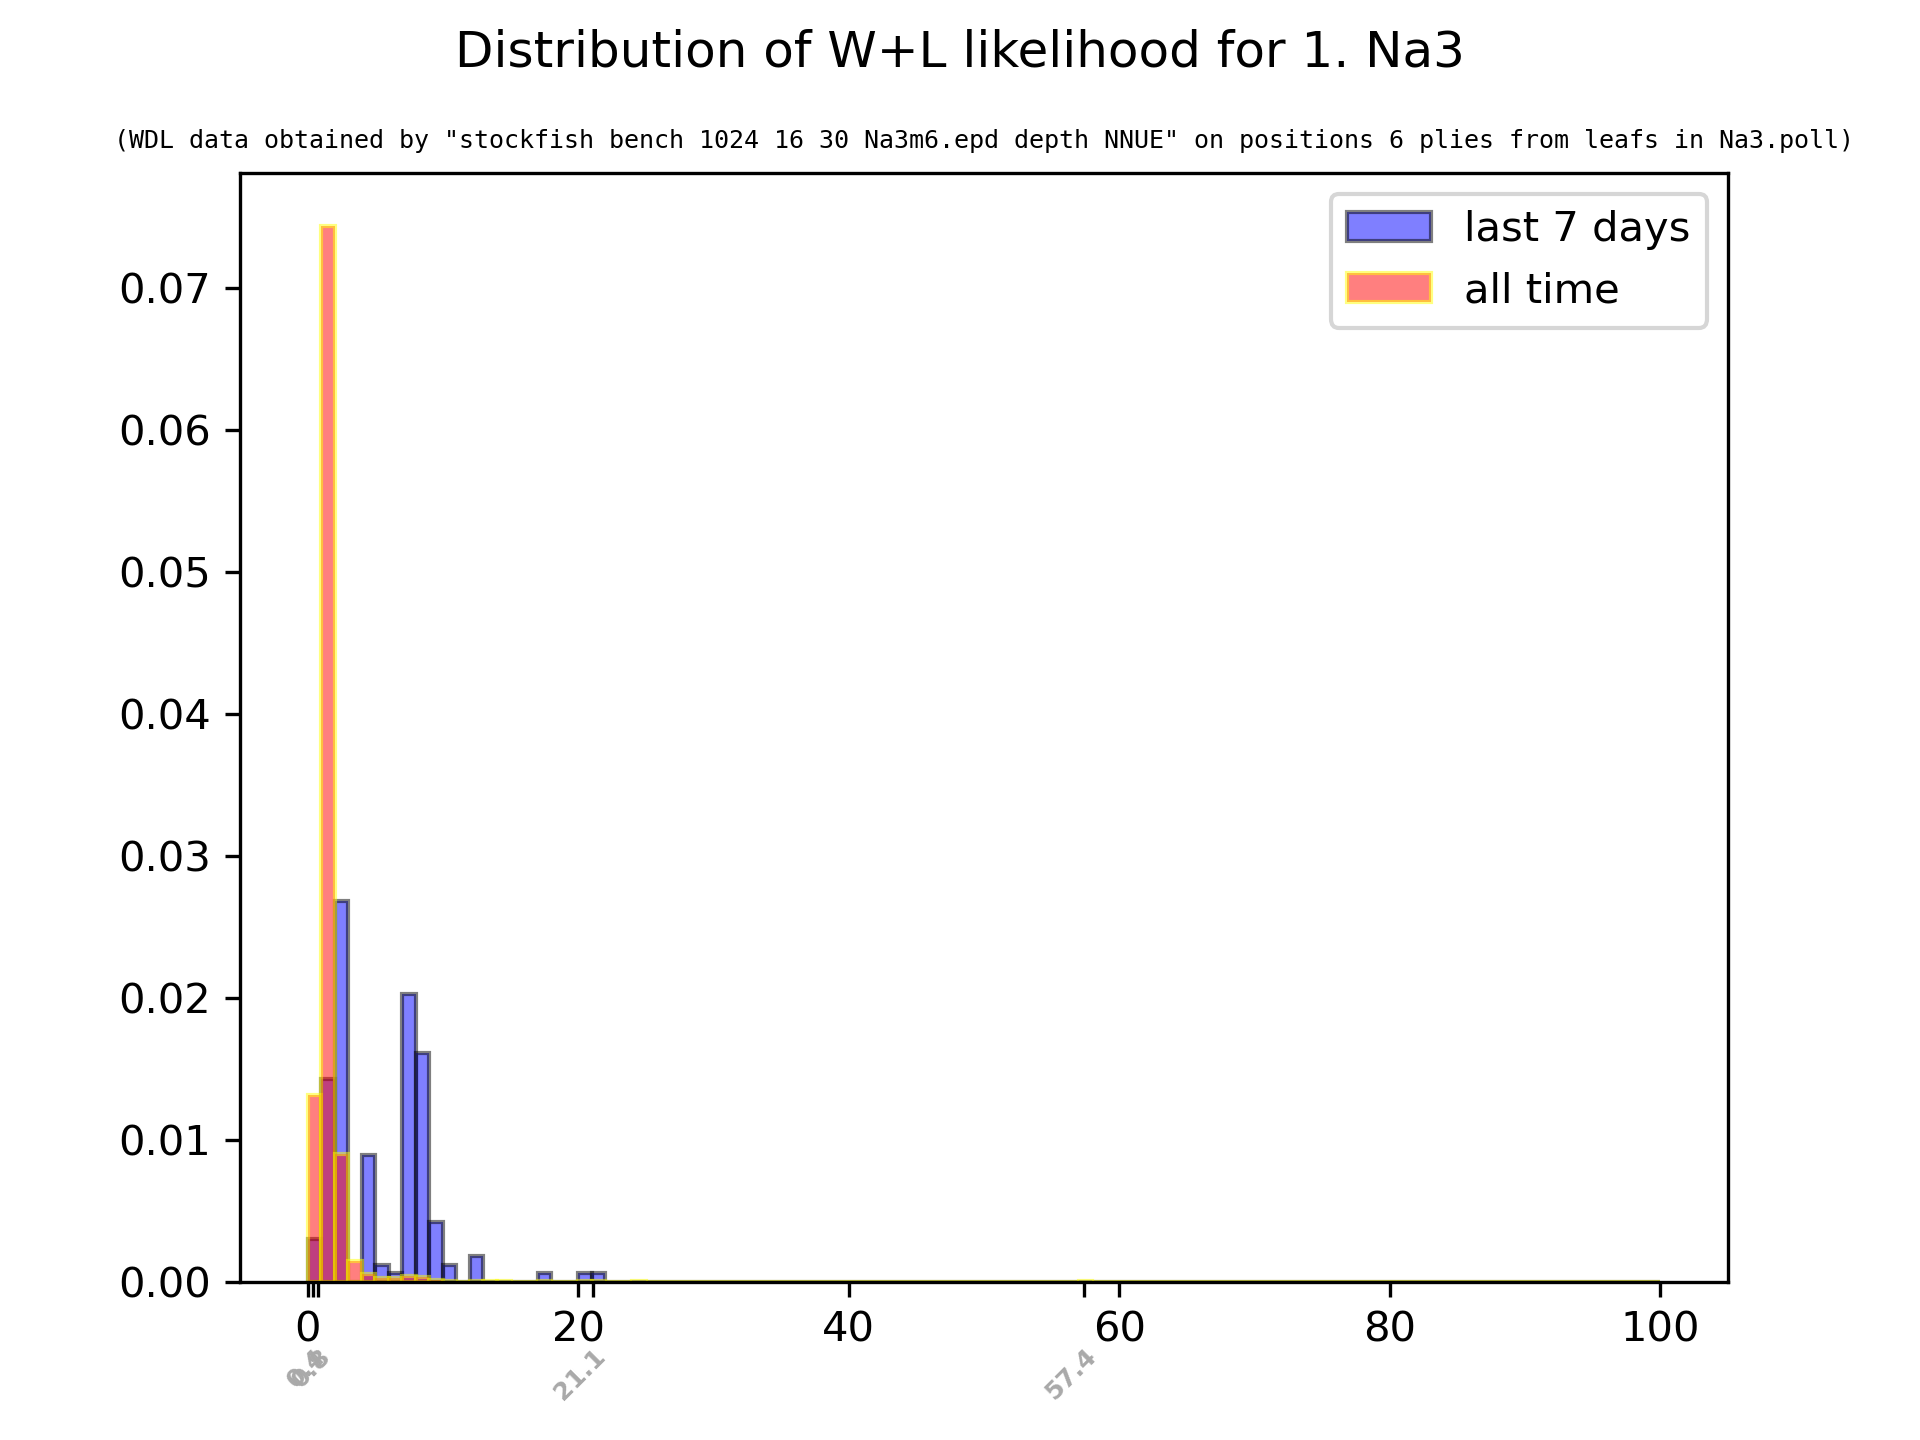 Distribution of W+L likelihood for 1. Na3
(WDL data obtained by "stockfish bench 1024 16 30 Na3m6.epd depth NNUE" on positions 6 plies from leafs in Na3.poll)
last 7 days
all time
0.07
0.06
0.05
0.04
0.03
0.02
0.01
0.00
0 20 40 60 80 100
21.1 57.4